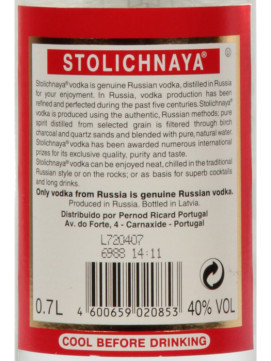 STOLICHNAYA®
Stolichnaya® vodka is genuine Russian vodka, distilled in Russia
for your enjoyment. In Russia, vodka production has been
refined and perfected during the past five centuries. Stolichnaya®
vodka is produced using the authentic, Russian methods; pure
spirit distilled from selected grain is filtered through birch
charcoal and quartz sands and blended with pure, natural water.
Stolichnaya® vodka has been awarded numerous international
prizes for its exclusive quality, purity and taste.
Stolichnaya® vodka can be enjoyed neat, chilled in the traditional
Russian style or on the rocks; or as basis for superb cocktails
and long drinks.
Only vodka from Russia is genuine Russian vodka.
Produced in Russia. Bottled in Latvia.
Distribuido por Pernod Ricard Portugal
Av. do Forte, 4 - Carnaxide - Portugal
L720407
6988 14:11
0.7L
40% VOL
4 600659 020853
COOL BEFORE DRINKING